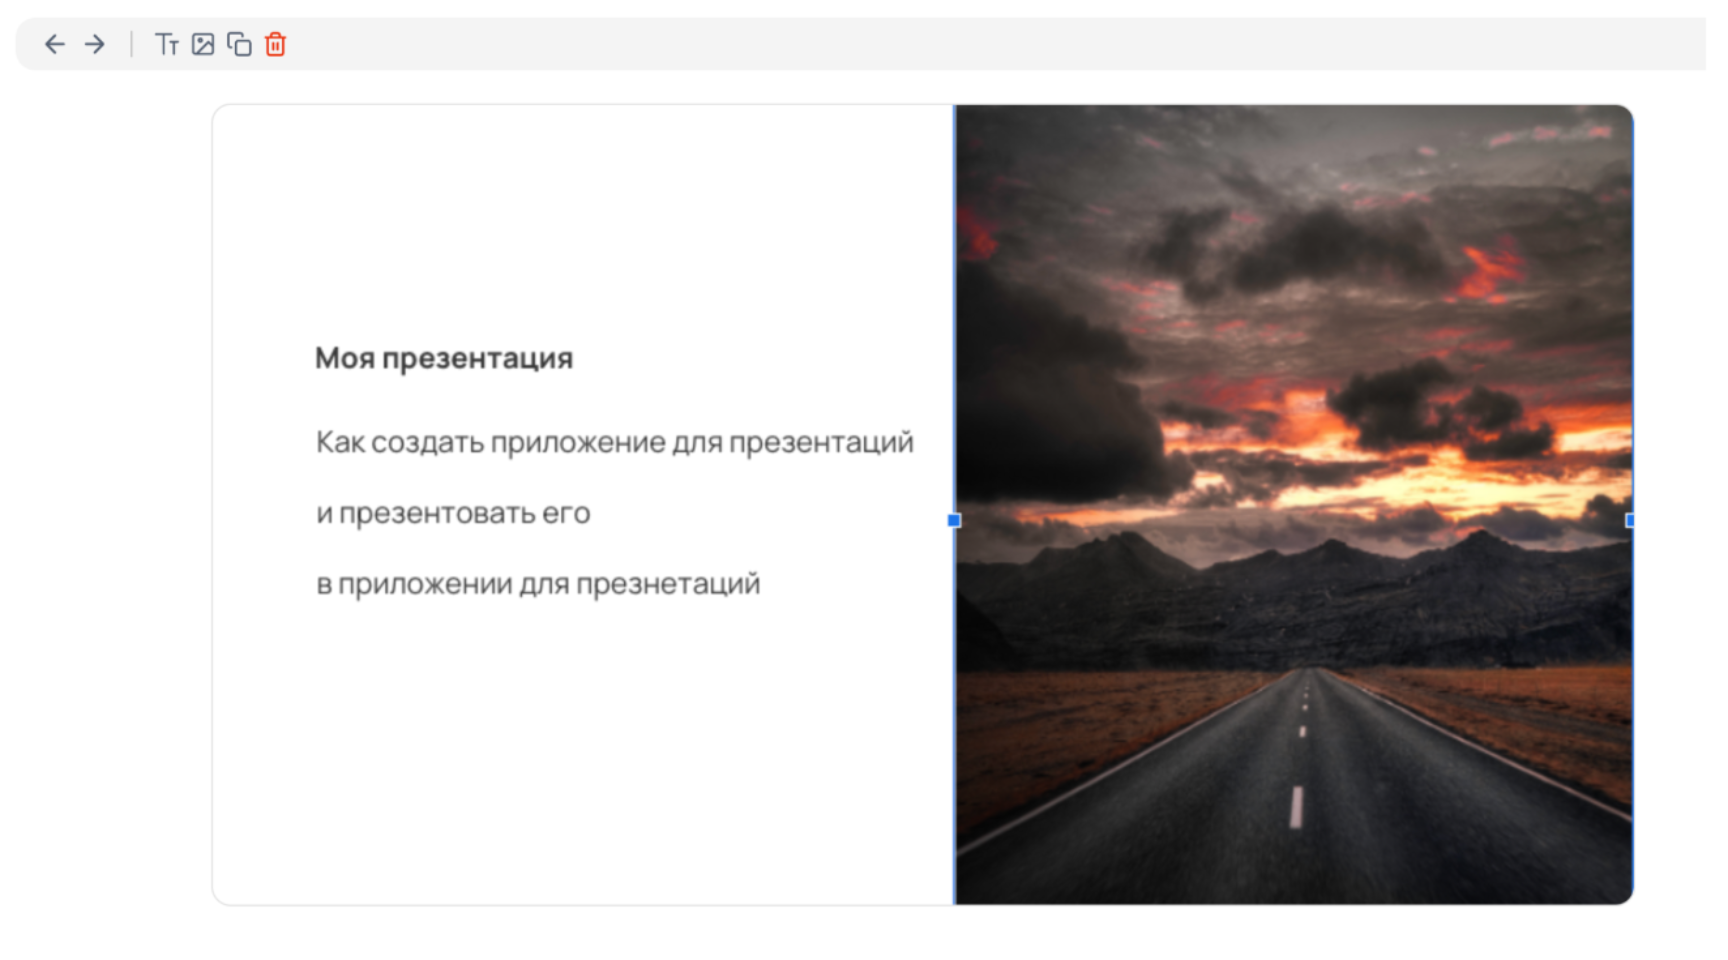 Tт
Моя презентация
Как создать приложение для презентаций
и презентовать его
в приложении для презнетаций